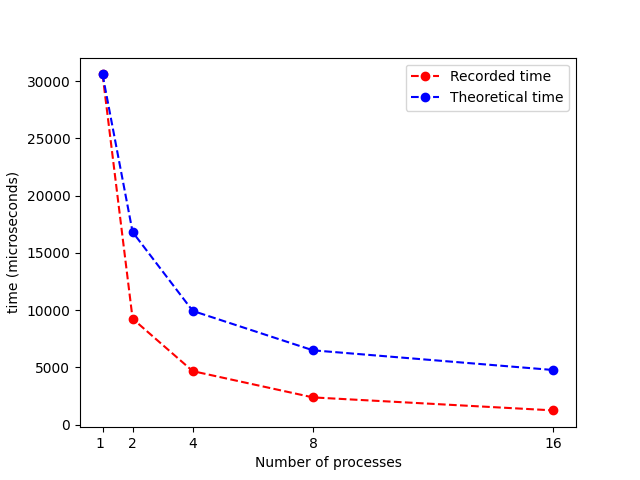 Recorded time
Theoretical time
time (microseconds)
30000
25000
20000
15000
10000
5000
0
1 2 4 8 16
Number of processes